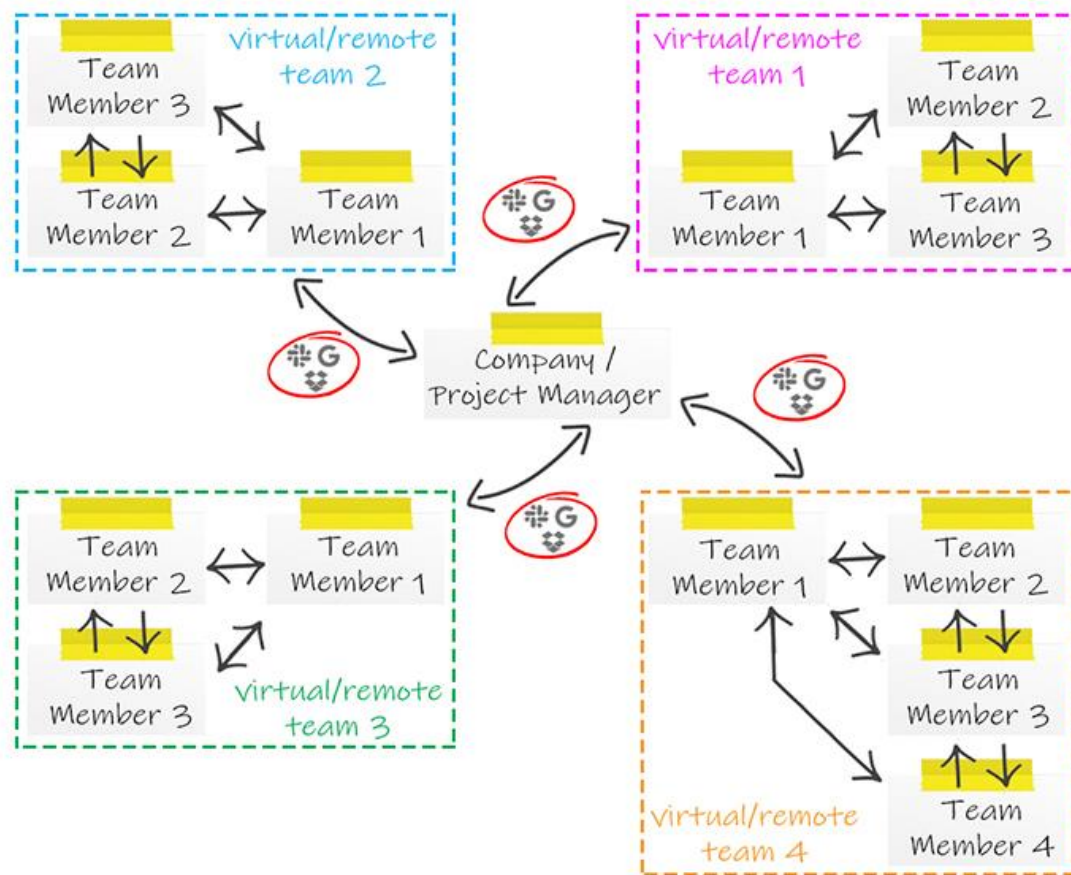 virtual/remote
team 2
Team
Member 3
Team
Member 2
Team
Member 1
virtual/remote
team 1
Team
Member 2
Team
Member 1
Team
Member 3
Company /
Project Manager
Team
Member 2
Team
Member 1
Team
Member 3
virtual/remote
team 3
Team
Member 1
Team
Member 2
Team
Member 3
Team
Member 4
virtual/remote
team 4